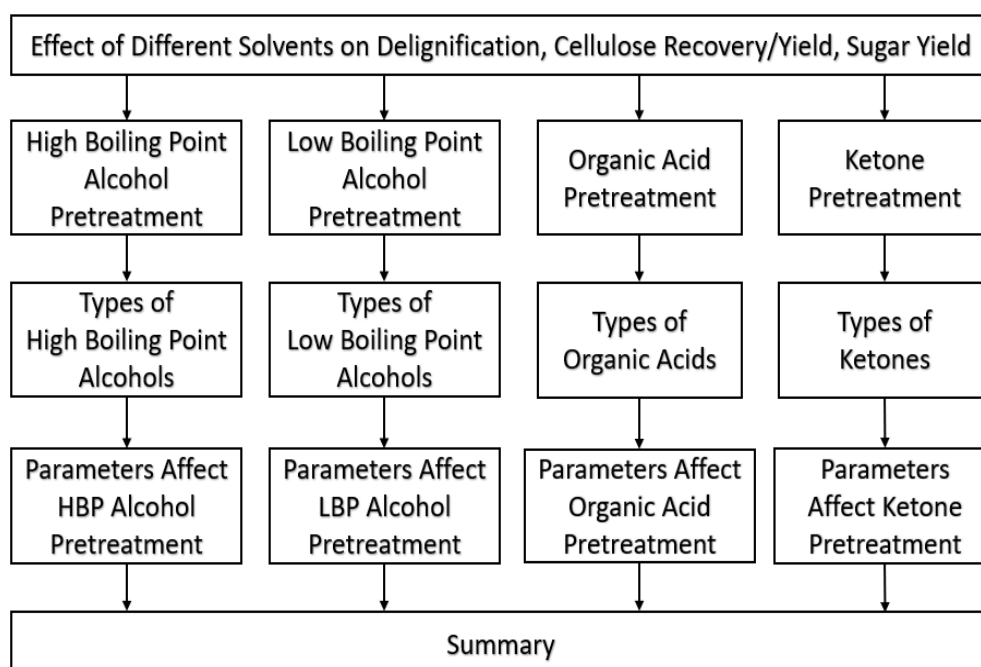 Effect of Different Solvents on Delignification, Cellulose Recovery/Yield, Sugar Yield
High Boiling Point
Alcohol
Pretreatment
Low Boiling Point
Alcohol
Pretreatment
Organic Acid
Pretreatment
Ketone
Pretreatment
Types of
High Boiling Point
Alcohols
Types of
Low Boiling Point
Alcohols
Types of
Organic Acids
Types of
Ketones
Parameters Affect
HBP Alcohol
Pretreatment
Parameters Affect
LBP Alcohol
Pretreatment
Parameters Affect
Organic Acid
Pretreatment
Parameters
Affect Ketone
Pretreatment
Summary